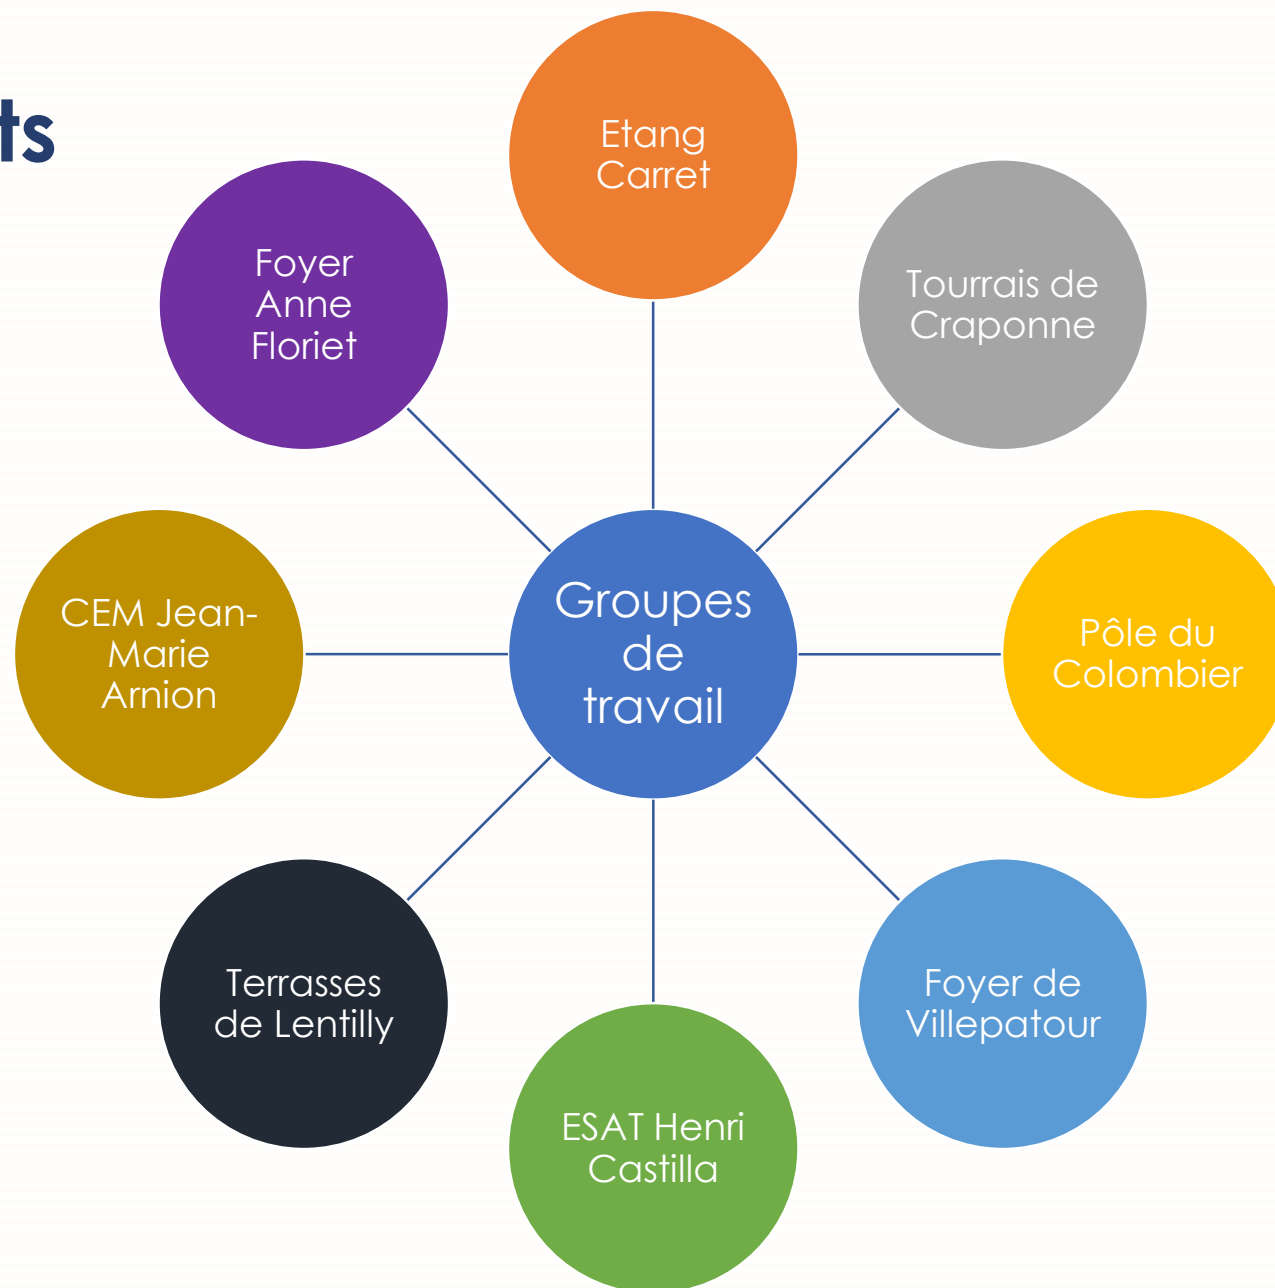 ts
Etang
Carret
Tourrais de
Craponne
Pôle du
Colombier
Foyer de
Villepatour
ESAT Henri
Castilla
Terrasses
de Lentilly
CEM Jean-
Marie
Arnion
Foyer
Anne
Floriet
Groupes
de
travail